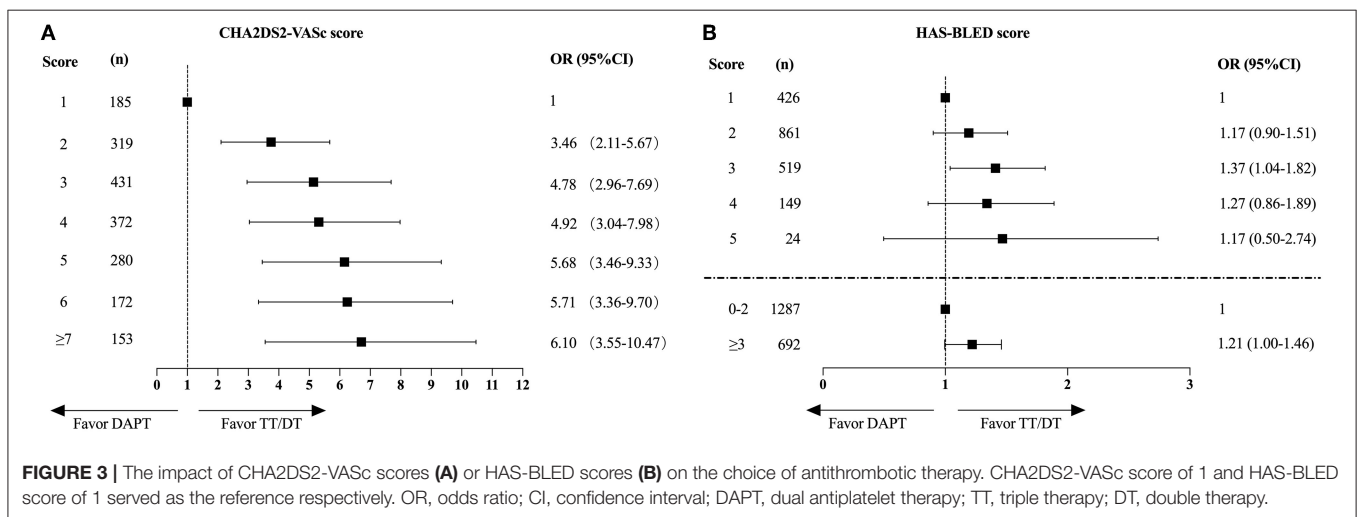 A
CHA2DS2-VASc score
Score (n) OR (95%CI)
1 185 1
2 319 3.46 （2.11-5.67）
3 431 4.78 （2.96-7.69）
4 372 4.92 （3.04-7.98）
5 280 5.68 （3.46-9.33）
6 172 5.71 （3.36-9.70）
≥7 153 6.10 （3.55-10.47）
0 1 2 3 4 5 6 7 8 9 10 11 12
Favor DAPT Favor TT/DT
B
HAS-BLED score
Score (n) OR (95%CI)
1 426 1
2 861 1.17 (0.90-1.51)
3 519 1.37 (1.04-1.82)
4 149 1.27 (0.86-1.89)
5 24 1.17 (0.50-2.74)
0-2 1287 1
≥3 692 1.21 (1.00-1.46)
0 1 2 3
Favor DAPT Favor TT/DT
FIGURE 3 | The impact of CHA2DS2-VASc scores (A) or HAS-BLED scores (B) on the choice of antithrombotic therapy. CHA2DS2-VASc score of 1 and HAS-BLED
score of 1 served as the reference respectively. OR, odds ratio; CI, confidence interval; DAPT, dual antiplatelet therapy; TT, triple therapy; DT, double therapy.